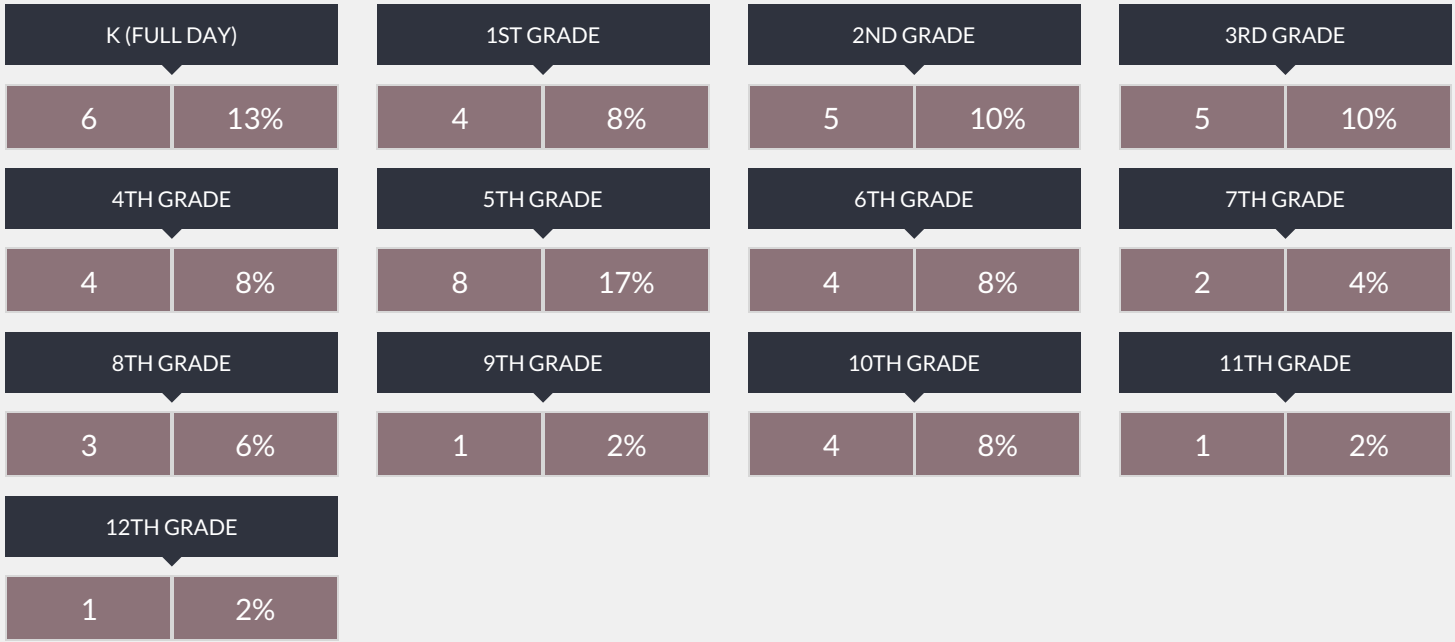 K (FULL DAY) 1ST GRADE 2ND GRADE 3RD GRADE
6 13% 4 8% 5 10% 5 10%
4TH GRADE 5TH GRADE 6TH GRADE 7TH GRADE
4 8% 8 17% 4 8% 2 4%
8TH GRADE 9TH GRADE 10TH GRADE 11TH GRADE
3 6% 1 2% 4 8% 1 2%
12TH GRADE
1 2%